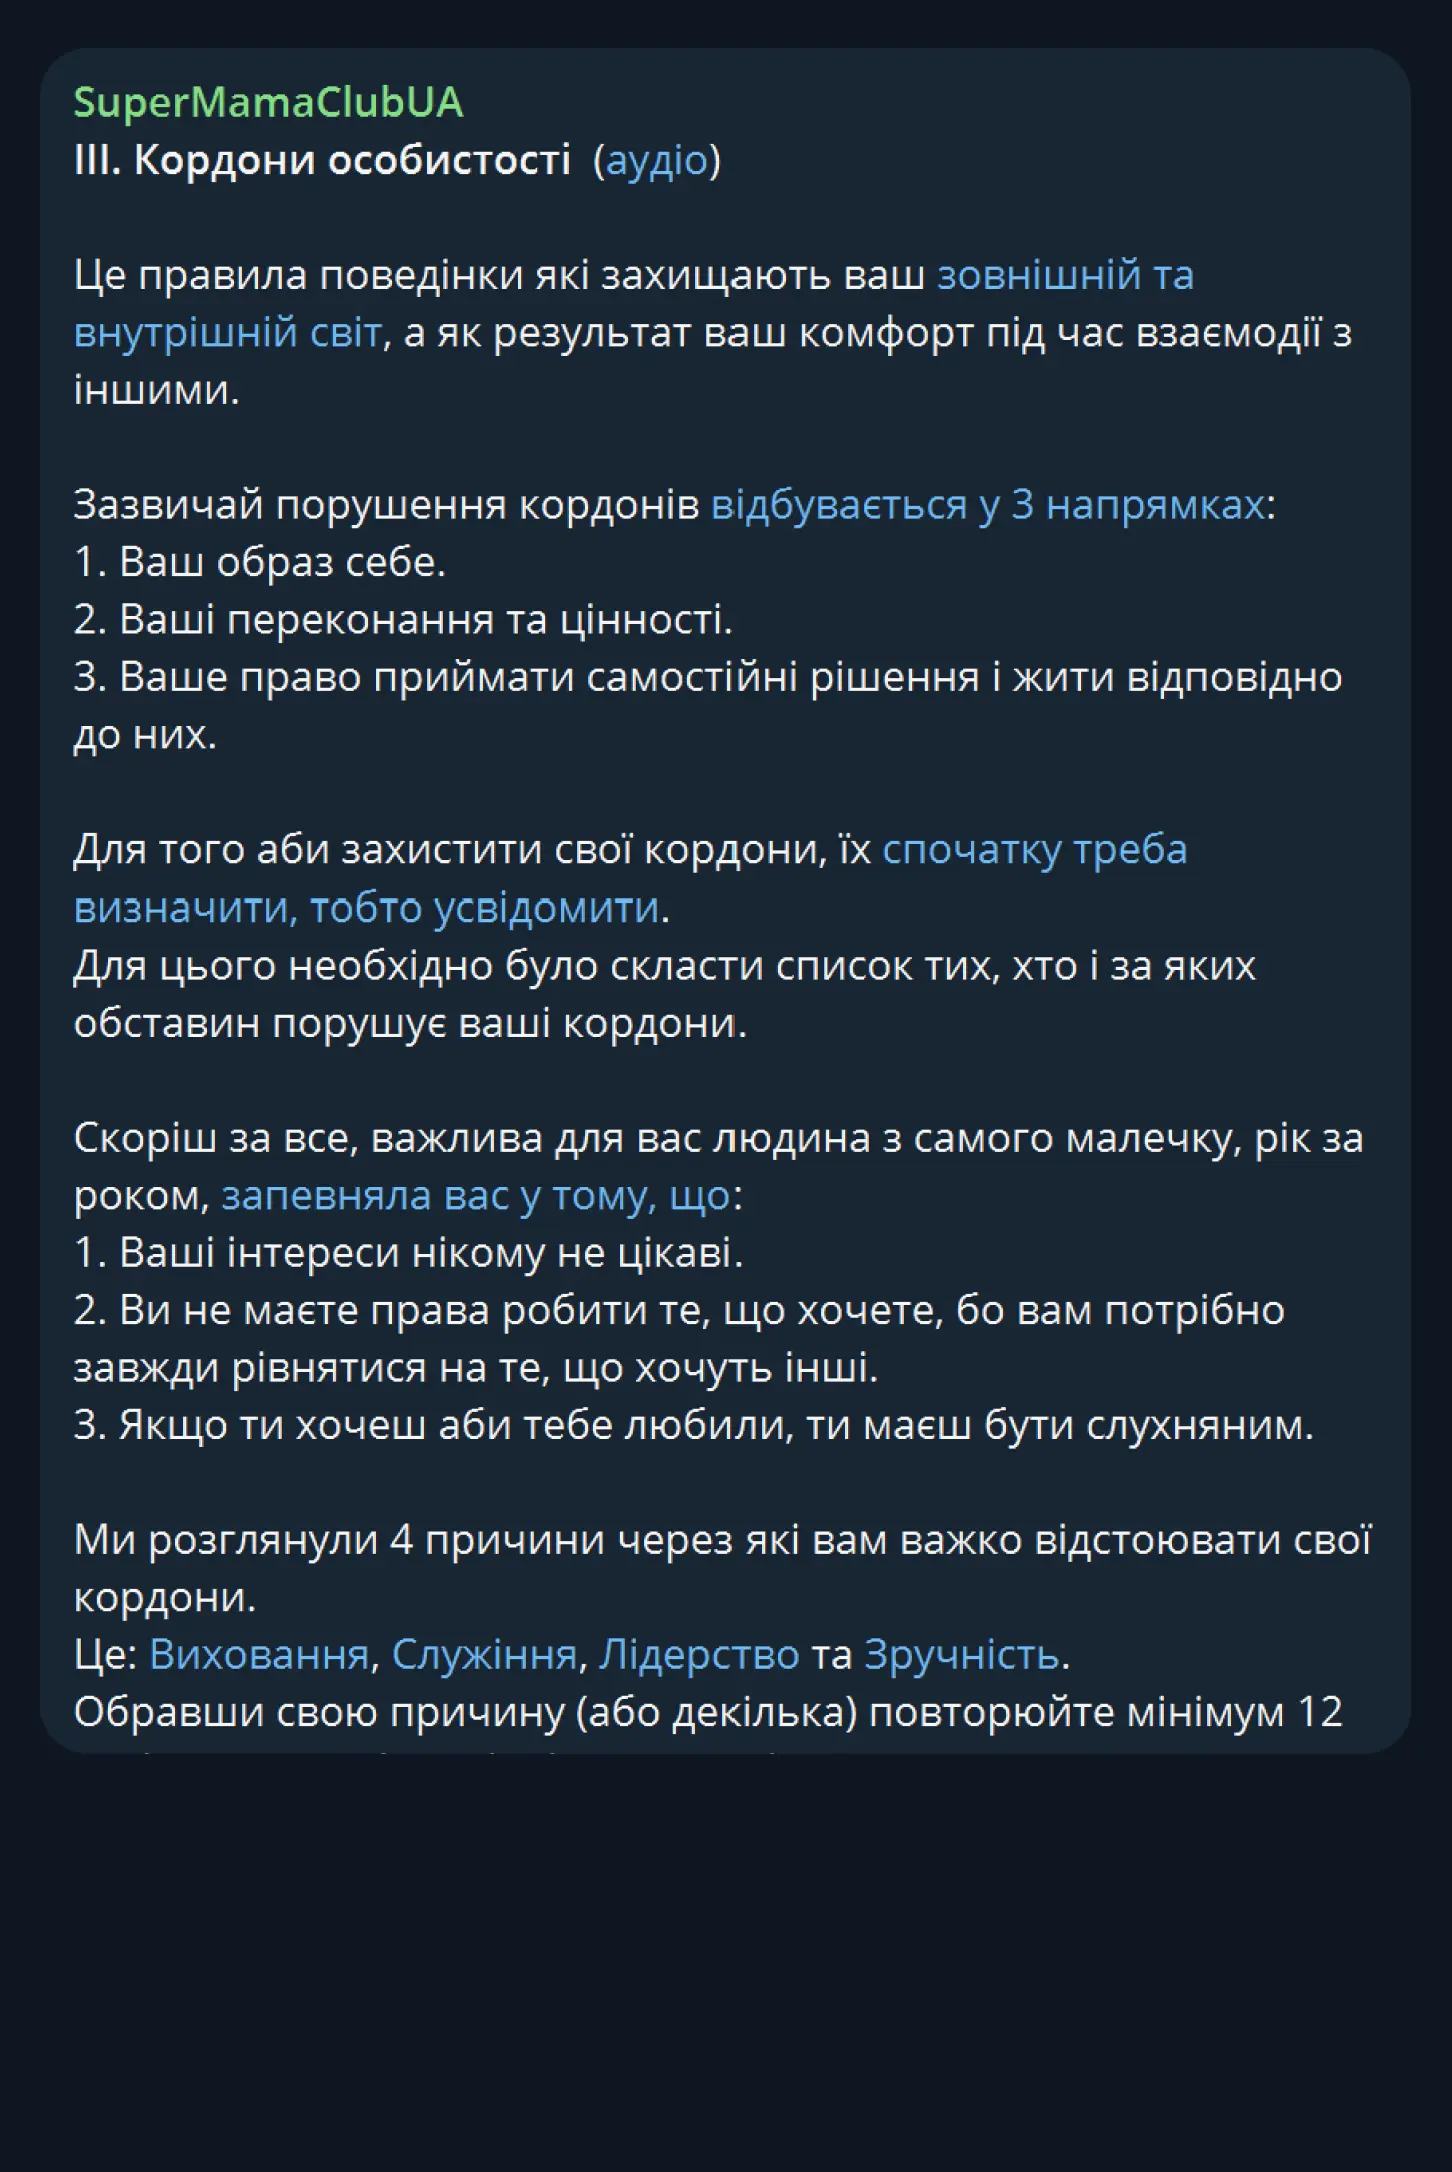 SuperMamaClubUA
III. Кордони особистості (аудіо)
Це правила поведінки які захищають ваш зовнішній та
внутрішній світ, а як результат ваш комфорт під час взаємодії з
іншими.
Зазвичай порушення кордонів відбувається у 3 напрямках:
1. Ваш образ себе.
2. Ваші переконання та цінності.
3. Ваше право приймати самостійні рішення і жити відповідно
до них.
Для того аби захистити свої кордони, їх спочатку треба
визначити, тобто усвідомити.
Для цього необхідно було скласти список тих, хто і за яких
обставин порушує ваші кордони.
Скоріш за все, важлива для вас людина з самого малечку, рік за
роком, запевняла вас у тому, що:
1. Ваші інтереси нікому не цікаві.
2. Ви не маєте права робити те, що хочете, бо вам потрібно
завжди рівнятися на те, що хочуть інші.
3. Якщо ти хочеш аби тебе любили, ти маєш бути слухняним.
Ми розглянули 4 причини через які вам важко відстоювати свої
кордони.
Це: Виховання, Служіння, Лідерство та Зручність.
Обравши свою причину (або декілька) повторюйте мінімум 12